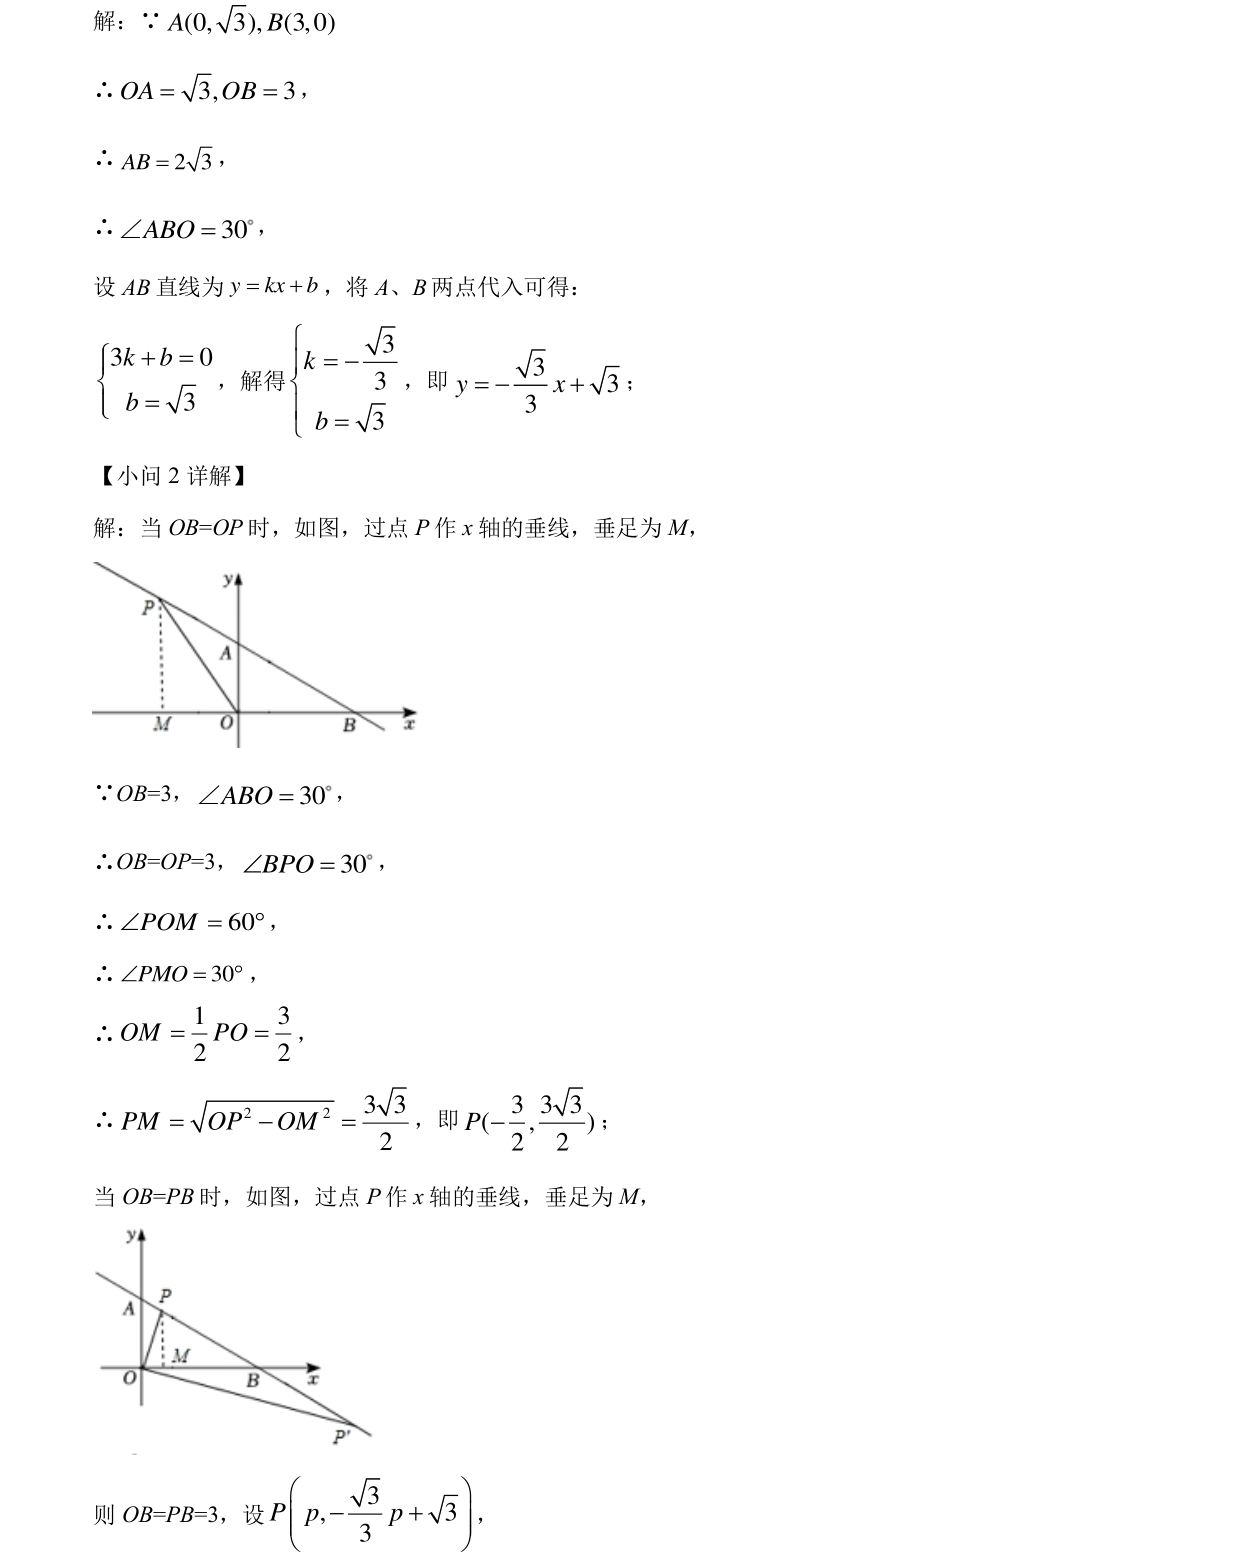 解：∵ A(0,√3), B(3,0)
∴ OA = √3, OB = 3，
∴ AB = 2√3，
∴ ∠ABO = 30°，
设 AB 直线为 y = kx + b，将 A、B 两点代入可得：
{3k + b = 0, b = √3，解得 {k = -√3/3, b = √3，即 y = -√3/3 x + √3；
【小问 2 详解】
解：当 OB=OP 时，如图，过点 P 作 x 轴的垂线，垂足为 M，
y
P
A
M O B x
∵OB=3，∠ABO = 30°，
∴OB=OP=3，∠BPO = 30°，
∴ ∠POM = 60°，
∴ ∠PMO = 30°，
∴ OM = 1/2 PO = 3/2，
∴ PM = √(OP² - OM²) = 3√3/2，即 P(-3/2, 3√3/2)；
当 OB=PB 时，如图，过点 P 作 x 轴的垂线，垂足为 M，
y
A P
M
O B x
P'
则 OB=PB=3，设 P(p, -√3/3 p + √3)，